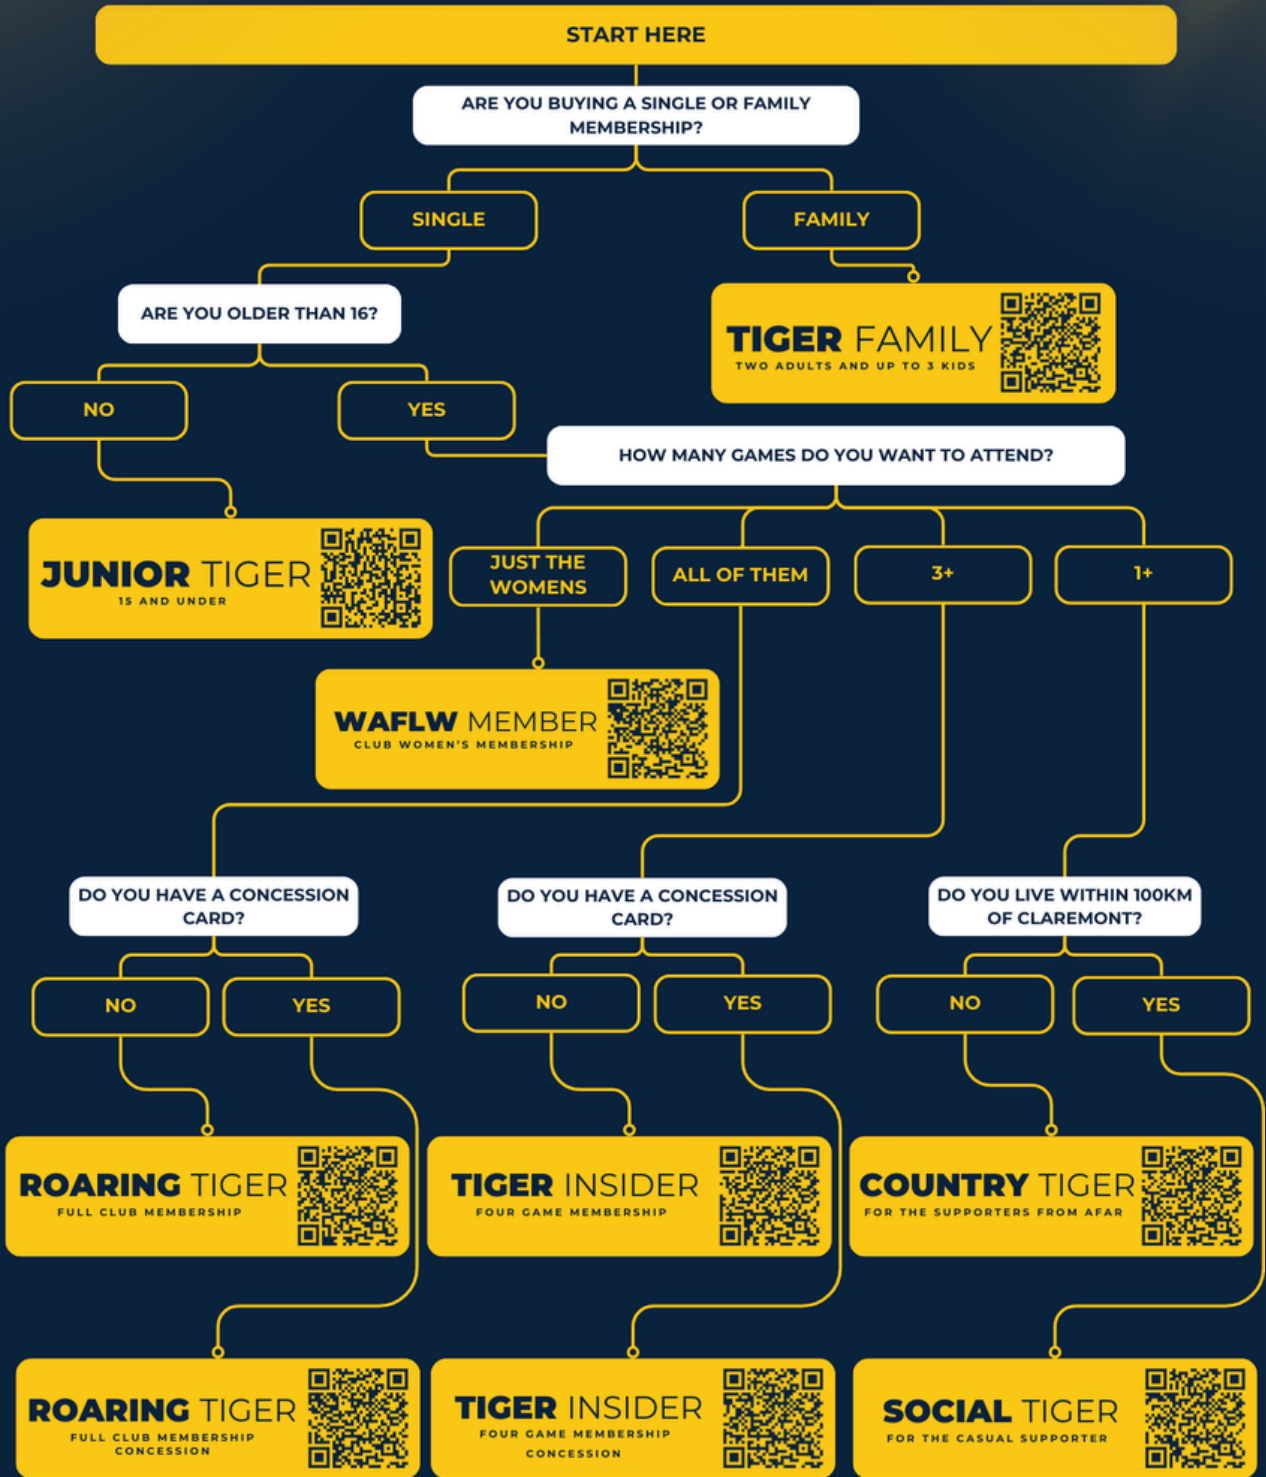 START HERE
ARE YOU BUYING A SINGLE OR FAMILY
MEMBERSHIP?
SINGLE
FAMILY
ARE YOU OLDER THAN 16?
TIGER FAMILY
TWO ADULTS AND UP TO 3 KIDS
NO
YES
HOW MANY GAMES DO YOU WANT TO ATTEND?
JUNIOR TIGER
15 AND UNDER
JUST THE
WOMENS
ALL OF THEM
3+
1+
WAFLW MEMBER
CLUB WOMEN'S MEMBERSHIP
DO YOU HAVE A CONCESSION
CARD?
DO YOU HAVE A CONCESSION
CARD?
DO YOU LIVE WITHIN 100KM
OF CLAREMONT?
NO
YES
NO
YES
NO
YES
ROARING TIGER
FULL CLUB MEMBERSHIP
TIGER INSIDER
FOUR GAME MEMBERSHIP
COUNTRY TIGER
FOR THE SUPPORTERS FROM AFAR
ROARING TIGER
FULL CLUB MEMBERSHIP
CONCESSION
TIGER INSIDER
FOUR GAME MEMBERSHIP
CONCESSION
SOCIAL TIGER
FOR THE CASUAL SUPPORTER